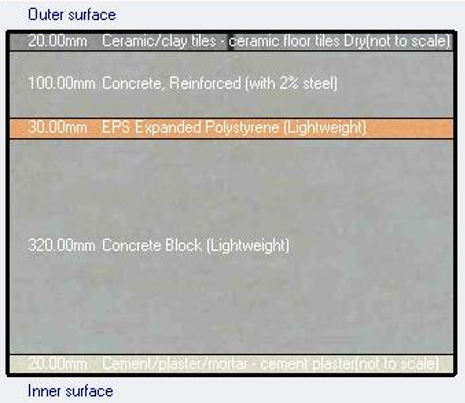 Outer surface
20.00mm Ceramic/clay tiles - ceramic floor tiles Dry(not to scale)
100.00mm Concrete, Reinforced (with 2% steel)
30.00mm EPS Expanded Polystyrene (Lightweight)
320.00mm Concrete Block (Lightweight)
20.00mm Cement/plaster/mortar - cement plaster(not to scale)
Inner surface